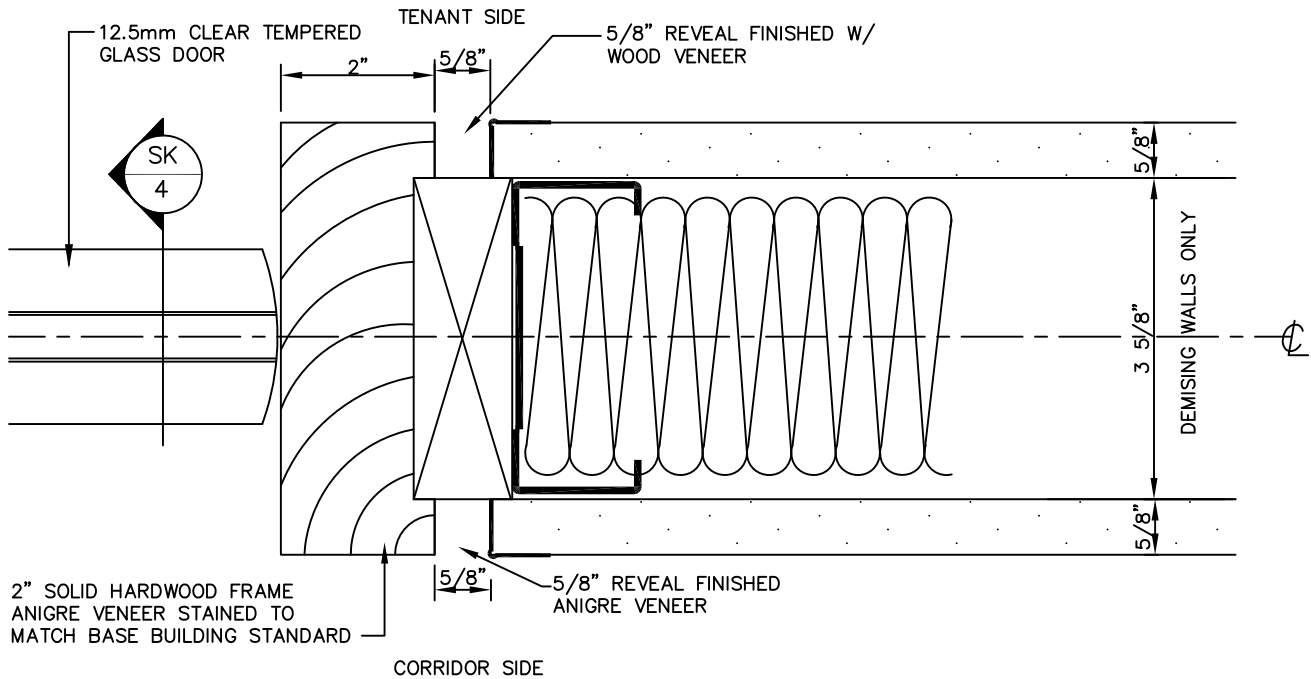 TENANT SIDE
12.5mm CLEAR TEMPERED
GLASS DOOR
5/8" REVEAL FINISHED W/
WOOD VENEER
2"
5/8"
SK
4
5/8"
3 5/8"
DEMISING WALLS ONLY
5/8"
℄
5/8"
5/8" REVEAL FINISHED
ANIGRE VENEER
2" SOLID HARDWOOD FRAME
ANIGRE VENEER STAINED TO
MATCH BASE BUILDING STANDARD
CORRIDOR SIDE